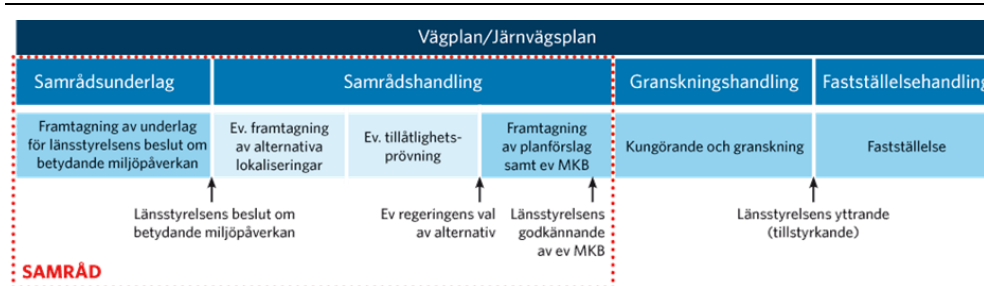 Vägplan/Järnvägsplan
Samrådsunderlag
Samrådshandling
Granskningshandling
Fastställelsehandling
Framtagning av underlag
för länsstyrelsens beslut om
betydande miljöpåverkan
Ev. framtagning
av alternativa
lokaliseringar
Ev. tillåtlighets-
prövning
Framtagning
av planförslag
samt ev MKB
Kungörande och granskning
Fastställelse
Länsstyrelsens beslut om
betydande miljöpåverkan
Ev regeringens val
av alternativ
Länsstyrelsens
godkännande
av ev MKB
Länsstyrelsens yttrande
(tillstyrkande)
SAMRÅD